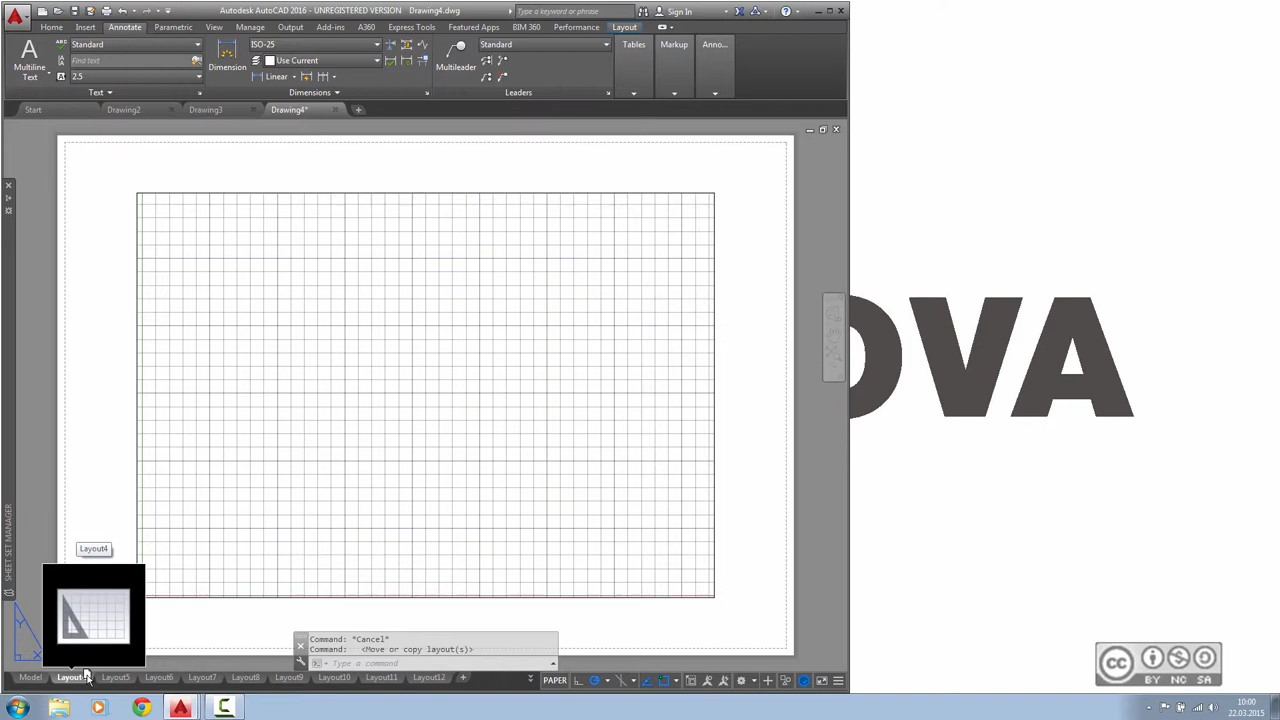 Autodesk AutoCAD 2016 - UNREGISTERED VERSION Drawing4.dwg
Type a keyword or phrase
Sign In
Home Insert Annotate Parametric View Manage Output Add-ins A360 Express Tools Featured Apps BIM 360 Performance Layout
A Multiline Text
Standard
Find text
2.5
Text
Dimension
ISO-25
Use Current
Linear
Dimensions
Multileader
Standard
Leaders
Tables
Markup
Anno...
Start Drawing2 Drawing3 Drawing4*
OVA
SHEET SET MANAGER
Layout4
Y
X
Command: *Cancel*
Command: <Move or copy layout(s)>
Type a command
Model Layout Layout5 Layout6 Layout7 Layout8 Layout9 Layout10 Layout11 Layout12 +
PAPER
cc
BY NC SA
10:00
22.03.2015